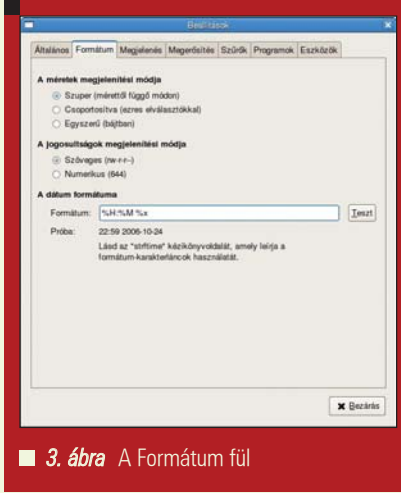 Beállítások
Általános Formátum Megjelenés Megerősítés Szűrők Programok Eszközök
A méretek megjelenítési módja
Szuper (mérettől függő módon)
Csoportosítva (ezres elválasztókkal)
Egyszerű (bájtban)
A jogosultságok megjelenítési módja
Szöveges (rw-r-r--)
Numerikus (644)
A dátum formátuma
Formátum: %H:%M %x Teszt
Próba: 22:59 2006-10-24
Lásd az "strftime" kézikönyvoldalát, amely leírja a
formátum-karakterláncok használatát.
Bezárás
3. ábra A Formátum fül